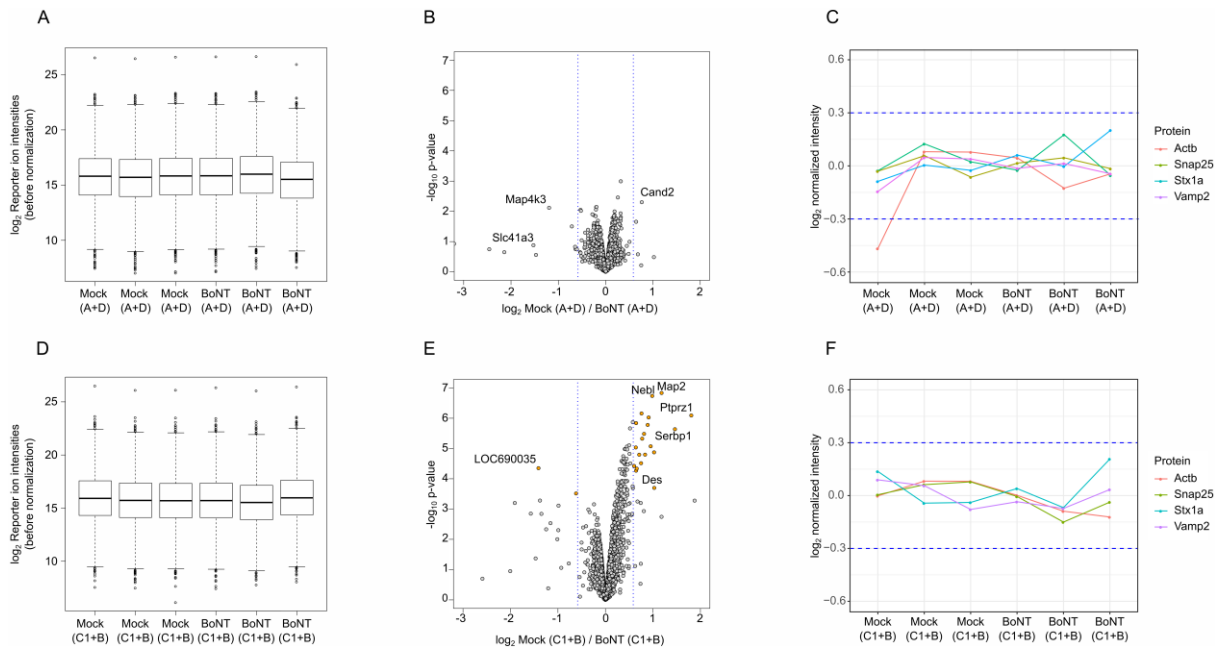 A
log₂ Reporter ion intensities
(before normalization)
25
20
15
10
Mock Mock Mock BoNT BoNT BoNT
(A+D) (A+D) (A+D) (A+D) (A+D) (A+D)
B
-log₁₀ p-value
7
6
5
4
3
2
1
0
Map4k3
Cand2
Slc41a3
-3 -2 -1 0 1 2
log₂ Mock (A+D) / BoNT (A+D)
C
log₂ normalized intensity
0.6
0.3
0.0
−0.3
−0.6
Mock Mock Mock BoNT BoNT BoNT
(A+D) (A+D) (A+D) (A+D) (A+D) (A+D)
Protein
Actb
Snap25
Stx1a
Vamp2
D
log₂ Reporter ion intensities
(before normalization)
25
20
15
10
Mock Mock Mock BoNT BoNT BoNT
(C1+B) (C1+B) (C1+B) (C1+B) (C1+B) (C1+B)
E
-log₁₀ p-value
7
6
5
4
3
2
1
0
Nebl Map2
Ptprz1
Serbp1
LOC690035
Des
-3 -2 -1 0 1 2
log₂ Mock (C1+B) / BoNT (C1+B)
F
log₂ normalized intensity
0.6
0.3
0.0
−0.3
−0.6
Mock Mock Mock BoNT BoNT BoNT
(C1+B) (C1+B) (C1+B) (C1+B) (C1+B) (C1+B)
Protein
Actb
Snap25
Stx1a
Vamp2